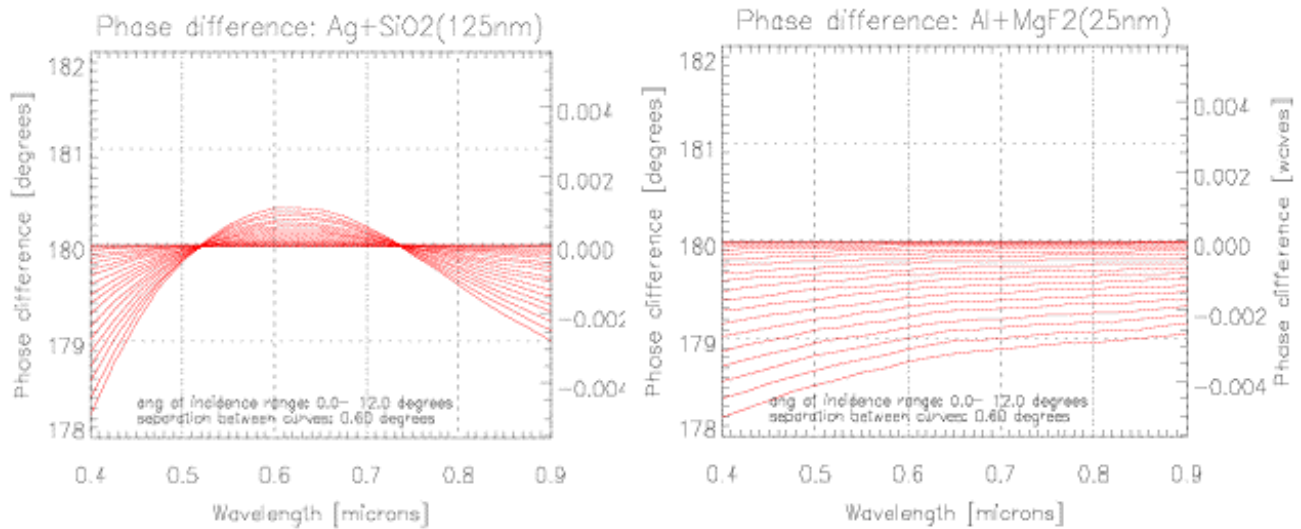 Phase difference: Ag+SiO2(125nm)
182
181
180
179
178
Phase difference [degrees]
0.004
0.002
0.000
-0.002
-0.004
ang of incidence range: 0.0- 12.0 degrees
separation between curves: 0.60 degrees
0.4 0.5 0.6 0.7 0.8 0.9
Wavelength [microns]
Phase difference: Al+MgF2(25nm)
182
181
180
179
178
Phase difference [degrees]
0.004
0.002
0.000
-0.002
-0.004
Phase difference [waves]
ang of incidence range: 0.0- 12.0 degrees
separation between curves: 0.60 degrees
0.4 0.5 0.6 0.7 0.8 0.9
Wavelength [microns]